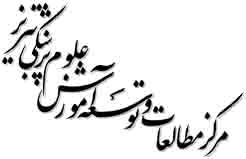 مرکز مطالعات و توسعه آموزش علوم پزشکی تبریز